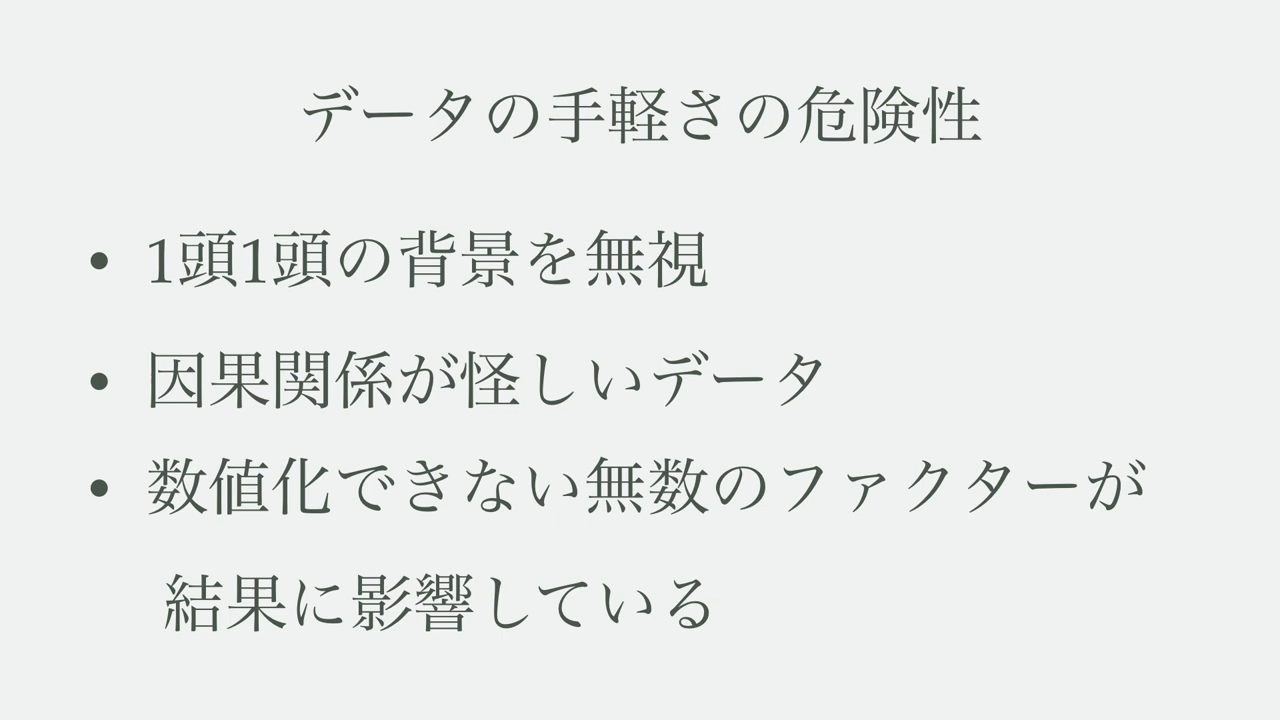 データの手軽さの危険性
• 1頭1頭の背景を無視
• 因果関係が怪しいデータ
• 数値化できない無数のファクターが
結果に影響している